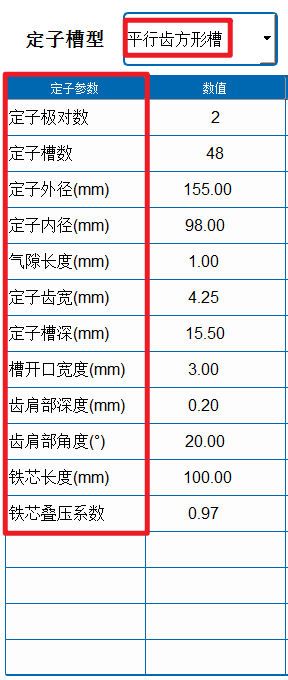 定子槽型 平行齿方形槽
定子参数 数值
定子极对数 2
定子槽数 48
定子外径(mm) 155.00
定子内径(mm) 98.00
气隙长度(mm) 1.00
定子齿宽(mm) 4.25
定子槽深(mm) 15.50
槽开口宽度(mm) 3.00
齿肩部深度(mm) 0.20
齿肩部角度(°) 20.00
铁芯长度(mm) 100.00
铁芯叠压系数 0.97